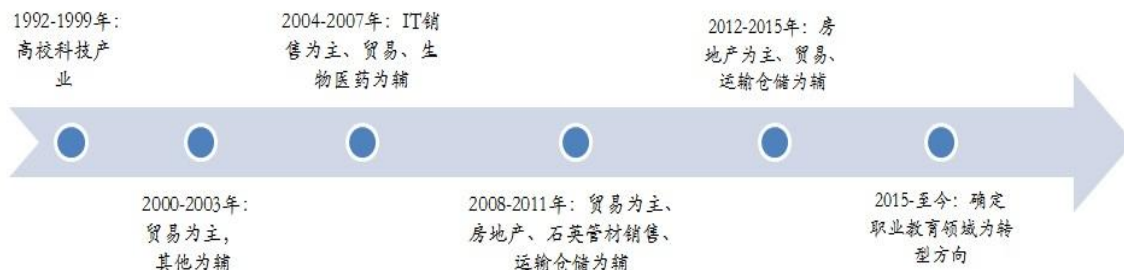 1992-1999年：
高校科技产
业
2000-2003年：
贸易为主，
其他为辅
2004-2007年：IT销
售为主、贸易、生
物医药为辅
2008-2011年：贸易为主、
房地产、石英管材销售、
运输仓储为辅
2012-2015年：房
地产为主、贸易、
运输仓储为辅
2015-至今：确定
职业教育领域为转
型方向